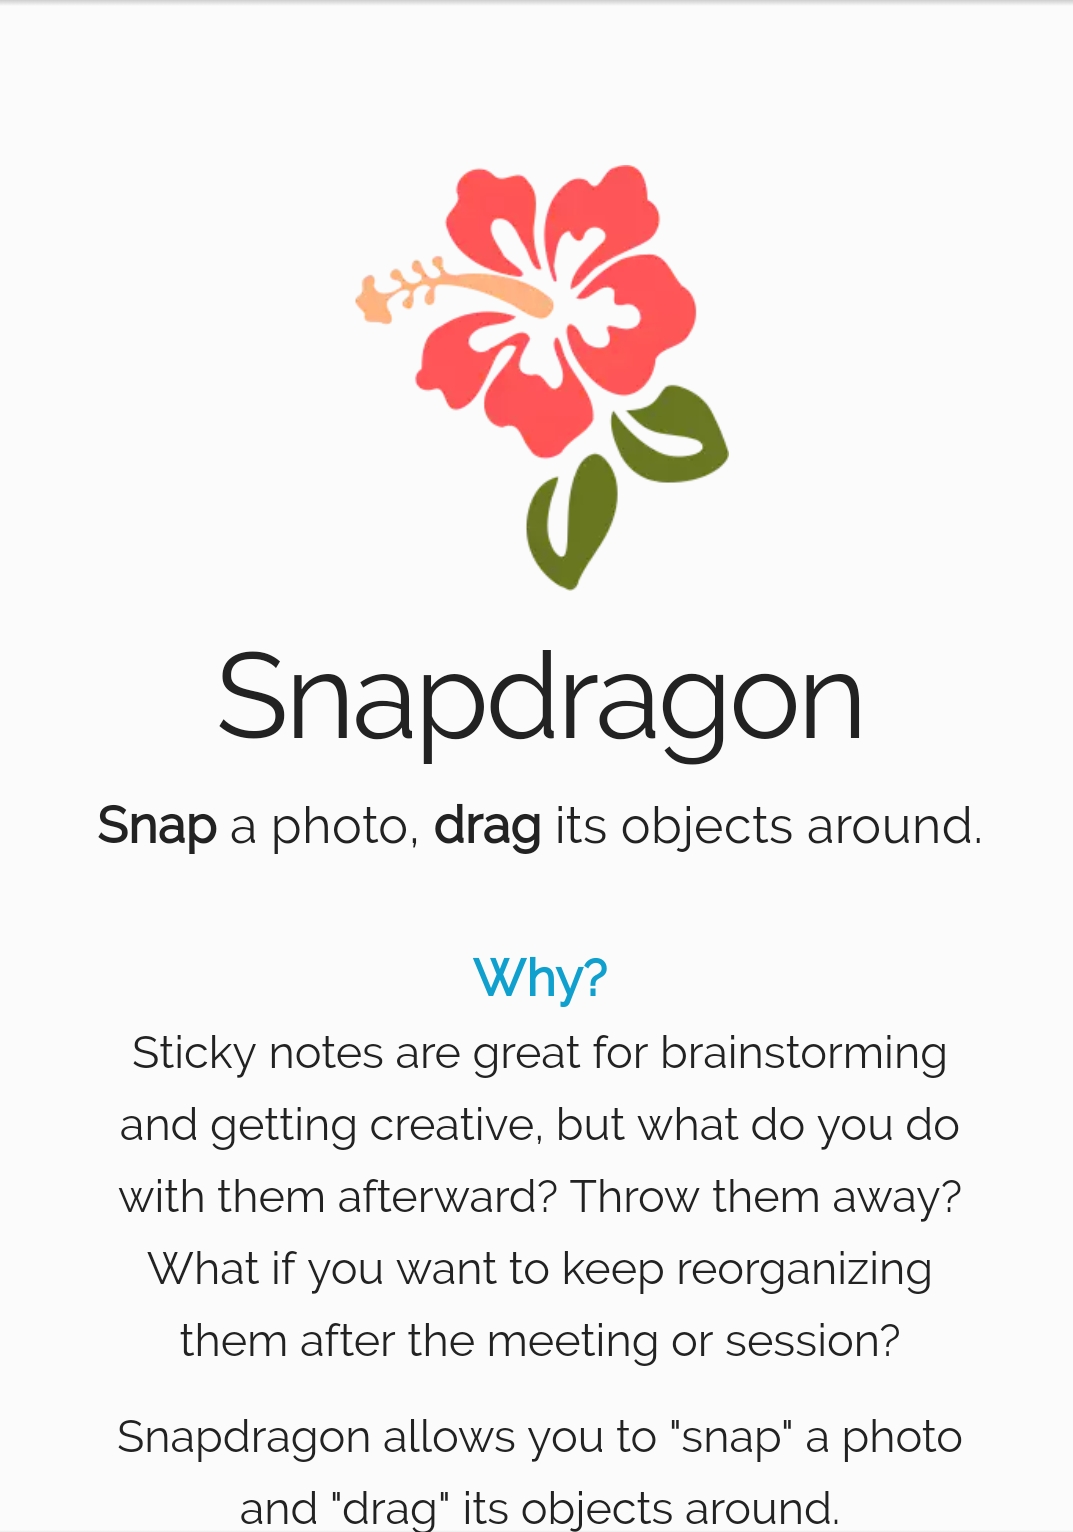 Snapdragon
Snap a photo, drag its objects around.
Why?
Sticky notes are great for brainstorming
and getting creative, but what do you do
with them afterward? Throw them away?
What if you want to keep reorganizing
them after the meeting or session?
Snapdragon allows you to "snap" a photo
and "drag" its objects around.